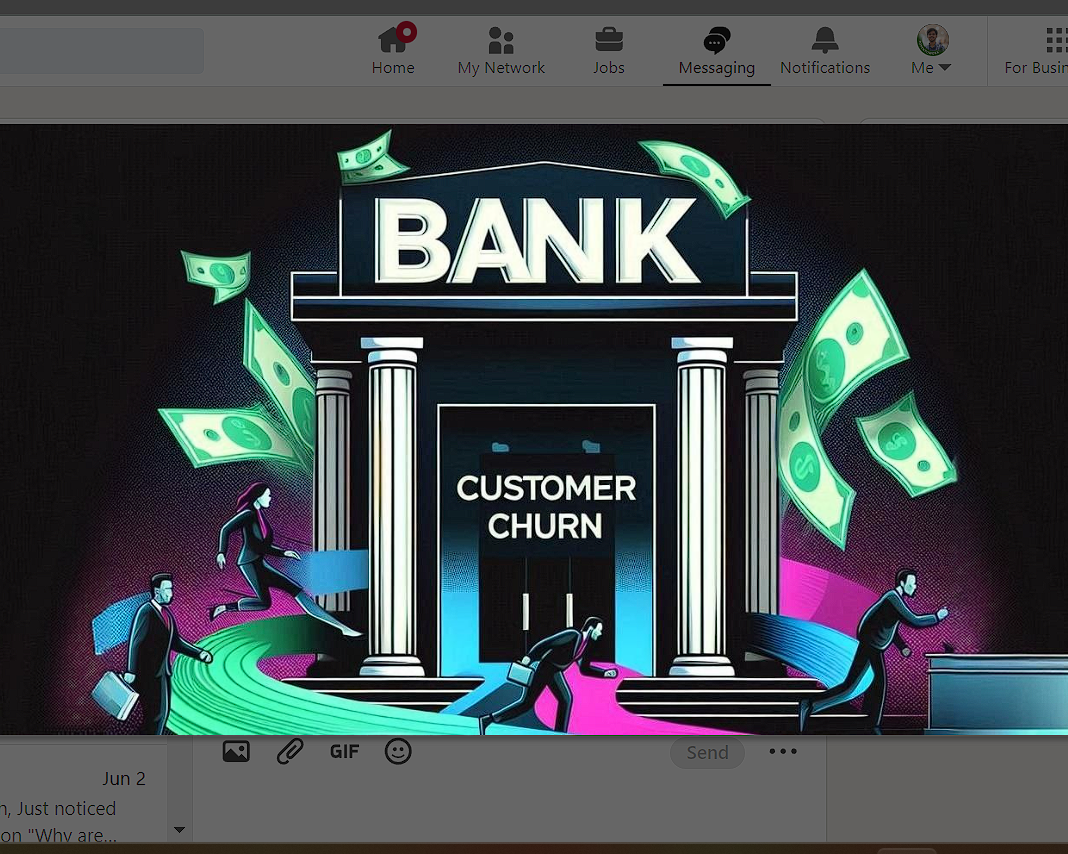 Home
My Network
Jobs
Messaging
Notifications
Me
For Busin
BANK
CUSTOMER
CHURN
GIF
Send
Jun 2
n, Just noticed
on "Why are...